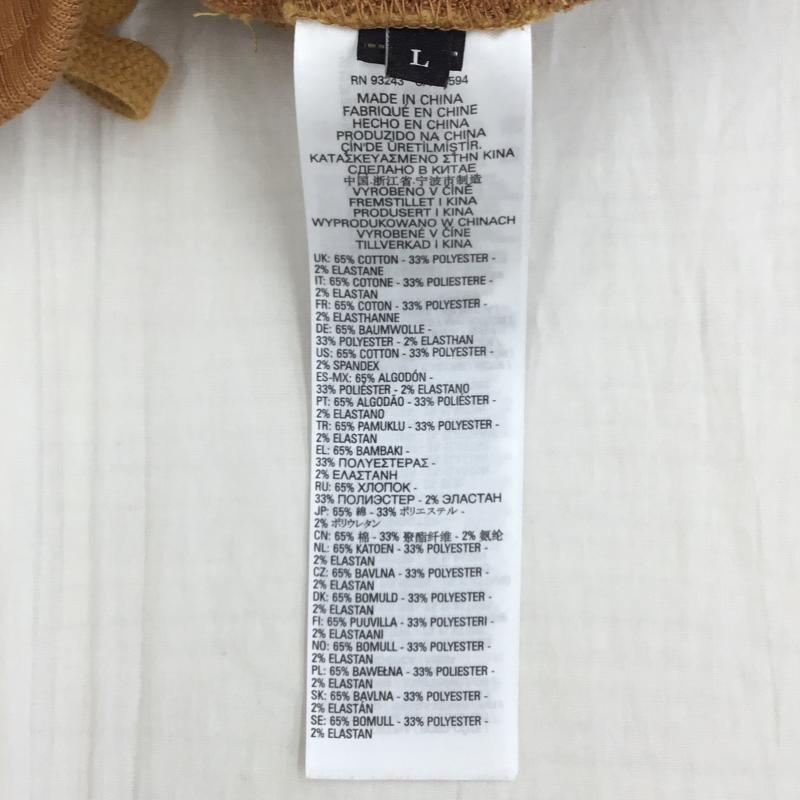 L
RN 93243 594
MADE IN CHINA
FABRIQUÉ EN CHINE
HECHO EN CHINA
PRODUZIDO NA CHINA
ÇİN'DE ÜRETİLMİŞTİR.
ΚΑΤΑΣΚΕΥΑΣΜΕΝΟ ΣΤΗΝ ΚΙΝΑ
СДЕЛАНО В КИТАЕ
中国.浙江省.宁波市制造
VYROBENO V ČÍNĚ
FREMSTILLET I KINA
PRODUSERT I KINA
WYPRODUKOWANO W CHINACH
VYROBENÉ V ČÍNE
TILLVERKAD I KINA
UK: 65% COTTON - 33% POLYESTER -
2% ELASTANE
IT: 65% COTONE - 33% POLIESTERE -
2% ELASTAN
FR: 65% COTON - 33% POLYESTER -
2% ELASTHANNE
DE: 65% BAUMWOLLE -
33% POLYESTER - 2% ELASTHAN
US: 65% COTTON - 33% POLYESTER -
2% SPANDEX
ES-MX: 65% ALGODÓN -
33% POLIÉSTER - 2% ELASTANO
PT: 65% ALGODÃO - 33% POLIÉSTER -
2% ELASTANO
TR: 65% PAMUKLU - 33% POLYESTER -
2% ELASTAN
EL: 65% ΒΑΜΒΑΚΙ -
33% ΠΟΛΥΕΣΤΕΡΑΣ -
2% ΕΛΑΣΤΑΝΗ
RU: 65% ХЛОПОК -
33% ПОЛИЭСТЕР - 2% ЭЛАСТАН
JP: 65% 綿 - 33% ポリエステル -
2% ポリウレタン
CN: 65% 棉 - 33% 聚酯纤维 - 2% 氨纶
NL: 65% KATOEN - 33% POLYESTER -
2% ELASTAN
CZ: 65% BAVLNA - 33% POLYESTER -
2% ELASTAN
DK: 65% BOMULD - 33% POLYESTER -
2% ELASTAN
FI: 65% PUUVILLA - 33% POLYESTERI -
2% ELASTAANI
NO: 65% BOMULL - 33% POLYESTER -
2% ELASTAN
PL: 65% BAWEŁNA - 33% POLIESTER -
2% ELASTAN
SK: 65% BAVLNA - 33% POLYESTER -
2% ELASTÁN
SE: 65% BOMULL - 33% POLYESTER -
2% ELASTAN